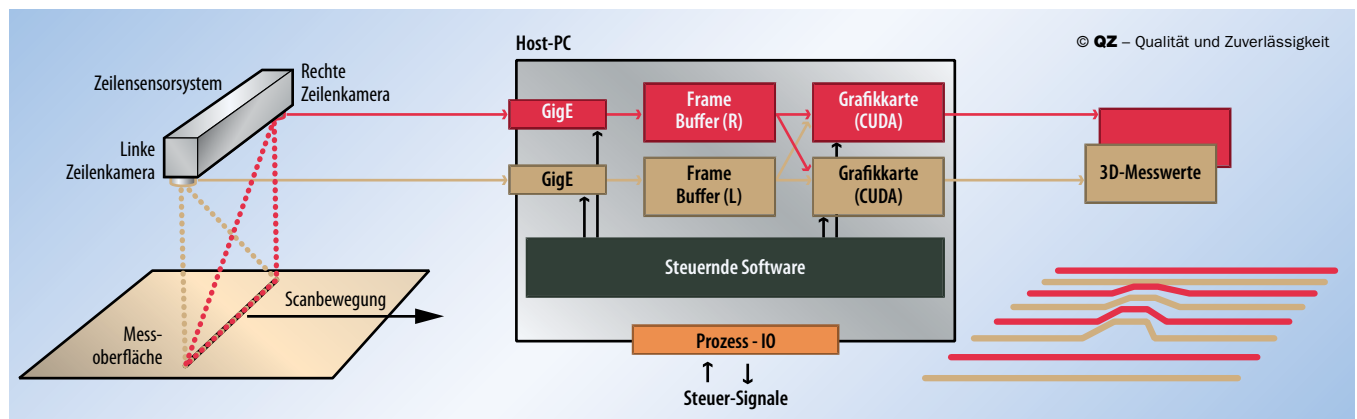 Host-PC
© QZ – Qualität und Zuverlässigkeit
Zeilensensorsystem
Rechte
Zeilenkamera
Linke
Zeilenkamera
GigE
Frame
Buffer (R)
Grafikkarte
(CUDA)
GigE
Frame
Buffer (L)
Grafikkarte
(CUDA)
3D-Messwerte
Steuernde Software
Scanbewegung
Mess-
oberfläche
Prozess - IO
Steuer-Signale